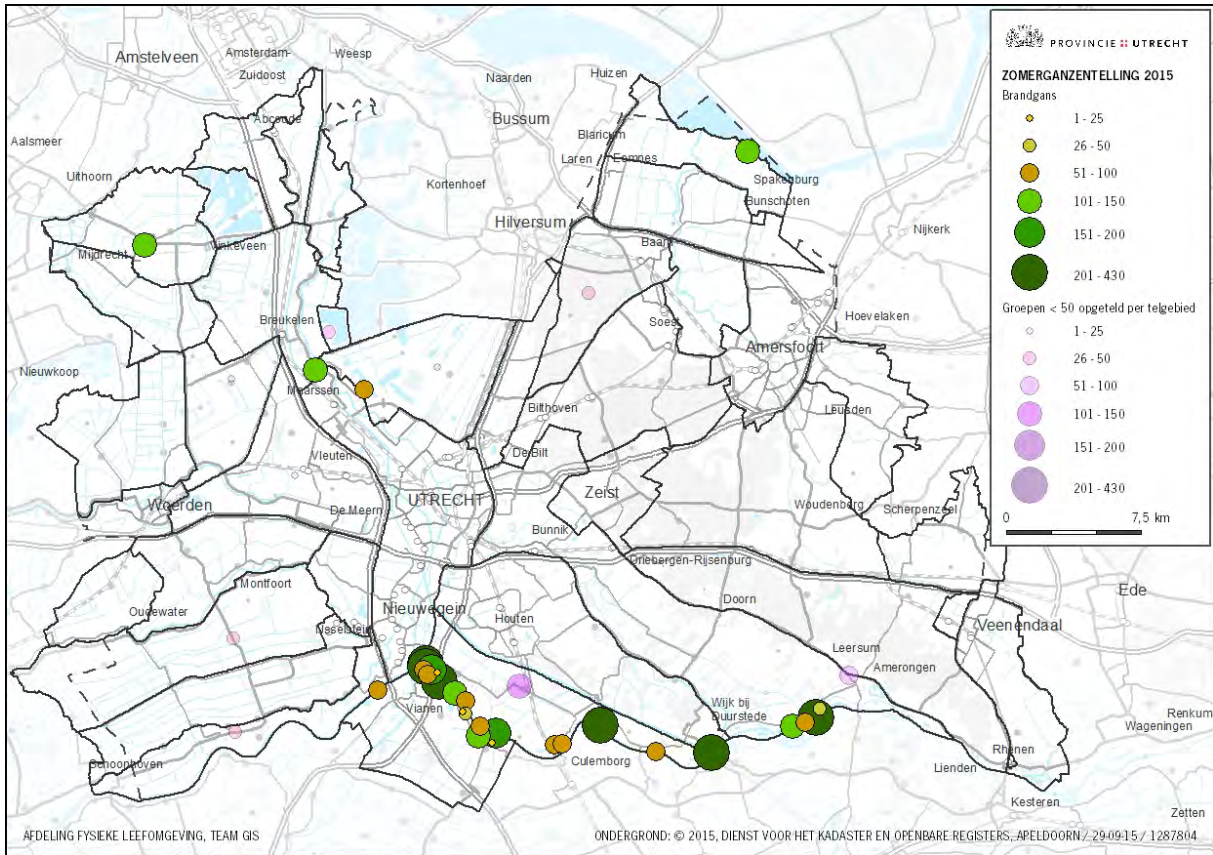 Amstelveen
Amsterdam-
Zuidoost
Weesp
Naarden
Huizen
Bussum
Abcoude
Aalsmeer
Blaricum
Laren
Eemnes
Uithoorn
Kortenhoef
Spakenburg
Bunschoten
Hilversum
Nijkerk
Mijdrecht
Vinkeveen
Baarn
Breukelen
Soest
Hoevelaken
Amersfoort
Nieuwkoop
Maarssen
Bilthoven
Leusden
Vleuten
De Bilt
Woerden
De Meern
UTRECHT
Zeist
Woudenberg
Scherpenzeel
Bunnik
Driebergen-Rijsenburg
Montfoort
Oudewater
Nieuwegein
IJsselstein
Houten
Doorn
Ede
Veenendaal
Leersum
Amerongen
Vianen
Wijk bij
Duurstede
Renkum
Wageningen
Schoonhoven
Culemborg
Rhenen
Lienden
Kesteren
Zetten
PROVINCIE UTRECHT
ZOMERGANZENTELLING 2015
Brandgans
1 - 25
26 - 50
51 - 100
101 - 150
151 - 200
201 - 430
Groepen < 50 opgeteld per telgebied
1 - 25
26 - 50
51 - 100
101 - 150
151 - 200
201 - 430
0 7,5 km
AFDELING FYSIEKE LEEFOMGEVING, TEAM GIS
ONDERGROND: © 2015, DIENST VOOR HET KADASTER EN OPENBARE REGISTERS, APELDOORN / 29-09-15 / 1287804